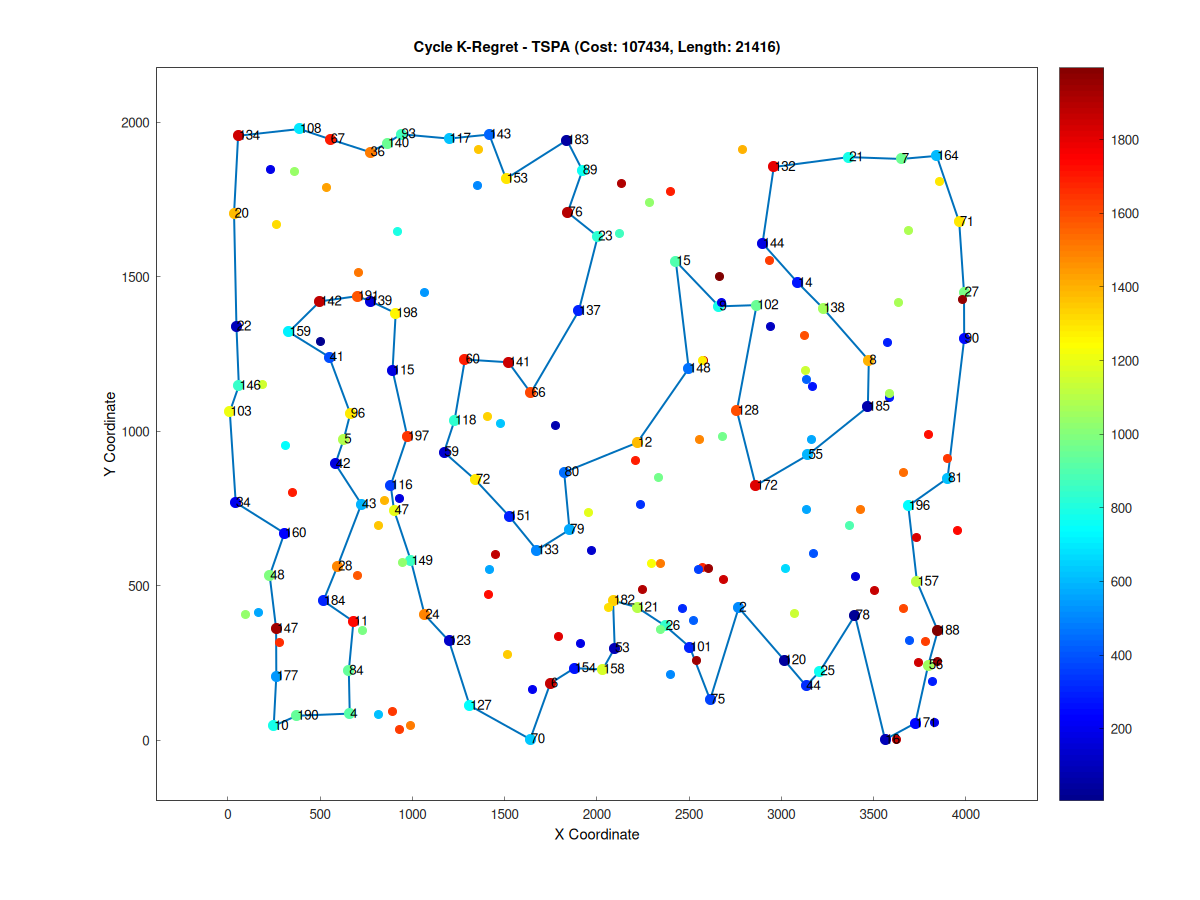 Cycle K-Regret - TSPA (Cost: 107434, Length: 21416)
2000
1500
1000
500
0
Y Coordinate
0 500 1000 1500 2000 2500 3000 3500 4000
X Coordinate
1800
1600
1400
1200
1000
800
600
400
200
134 108 67 36 140 93 117 143 153 183 89 76 23 137
132 21 7 164 71 27 90 81 196 157 188
20 22 146 103 34 160 48 147 177 10 190 4 84 11 184 28 43 42 5 96 41 159 142 191 139 198
115 197 116 47 149 24 123 127 70 6 154 158 53 182 121 26 101 75 2 120 44 25 78
17
60 141 66 118 59 72 151 133 79 80 12 148 15 102 128 172 55 185 8 138 14 144